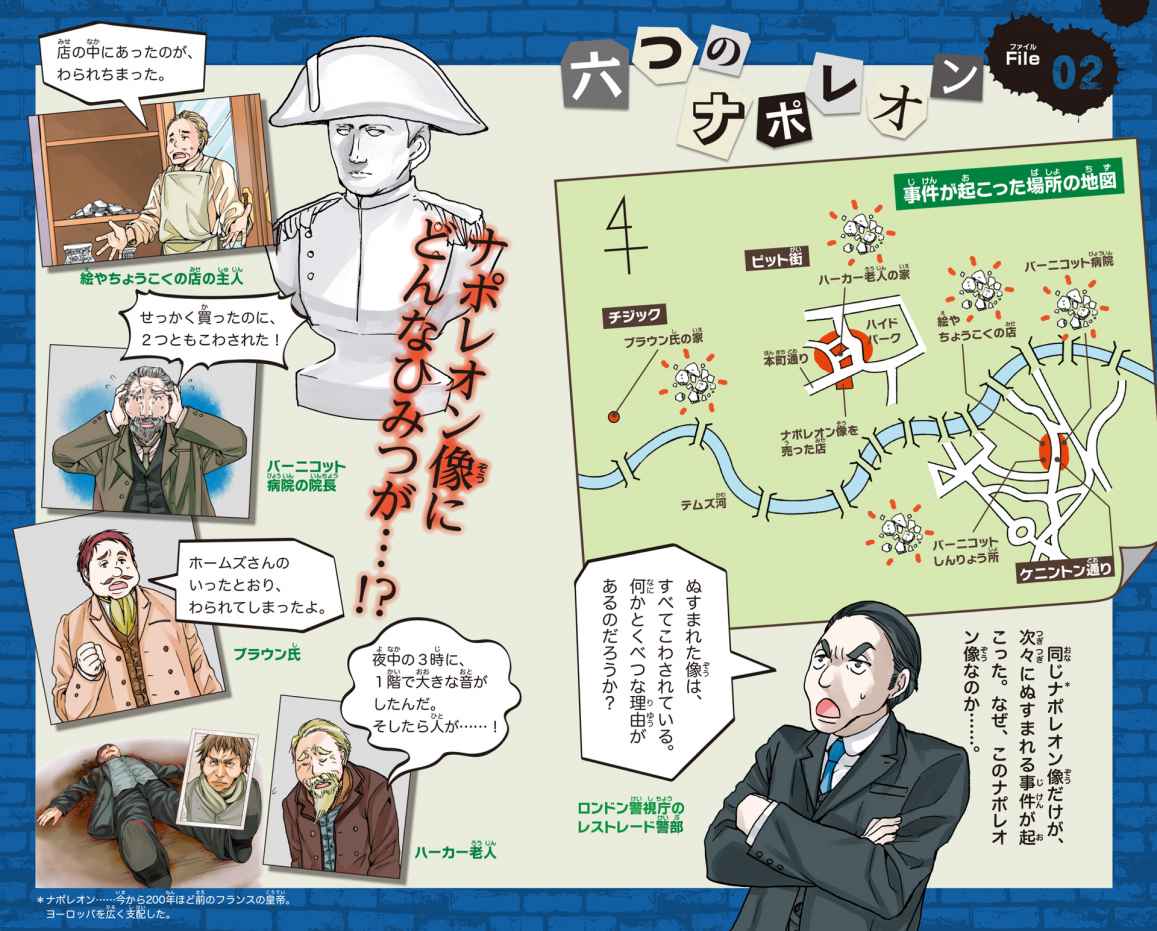 File 02
ファイル
六つの
ナポレオン
事件が起こった場所の地図
ピット街
ハーカー老人の家
バーニコット病院
チジック
ブラウン氏の家
本町通り
ハイド
パーク
絵や
ちょうこくの店
ナポレオン像を
売った店
テムズ河
バーニコット
しんりょう所
ケニントン通り
同じナポレオン*像だけが、
次々にぬすまれる事件が起
こった。なぜ、このナポレオ
ン像なのか……。
ぬすまれた像は、
すべてこわされている。
何かとくべつな理由が
あるのだろうか？
ロンドン警視庁の
レストレード警部
ナポレオン像に
どんなひみつが…!?
店の中にあったのが、
わられちまった。
絵やちょうこくの店の主人
せっかく買ったのに、
２つともこわされた！
バーニコット
病院の院長
ホームズさんの
いったとおり、
わられてしまったよ。
ブラウン氏
夜中の３時に、
１階で大きな音が
したんだ。
そしたら人が……！
ハーカー老人
＊ナポレオン……今から200年ほど前のフランスの皇帝。
ヨーロッパを広く支配した。